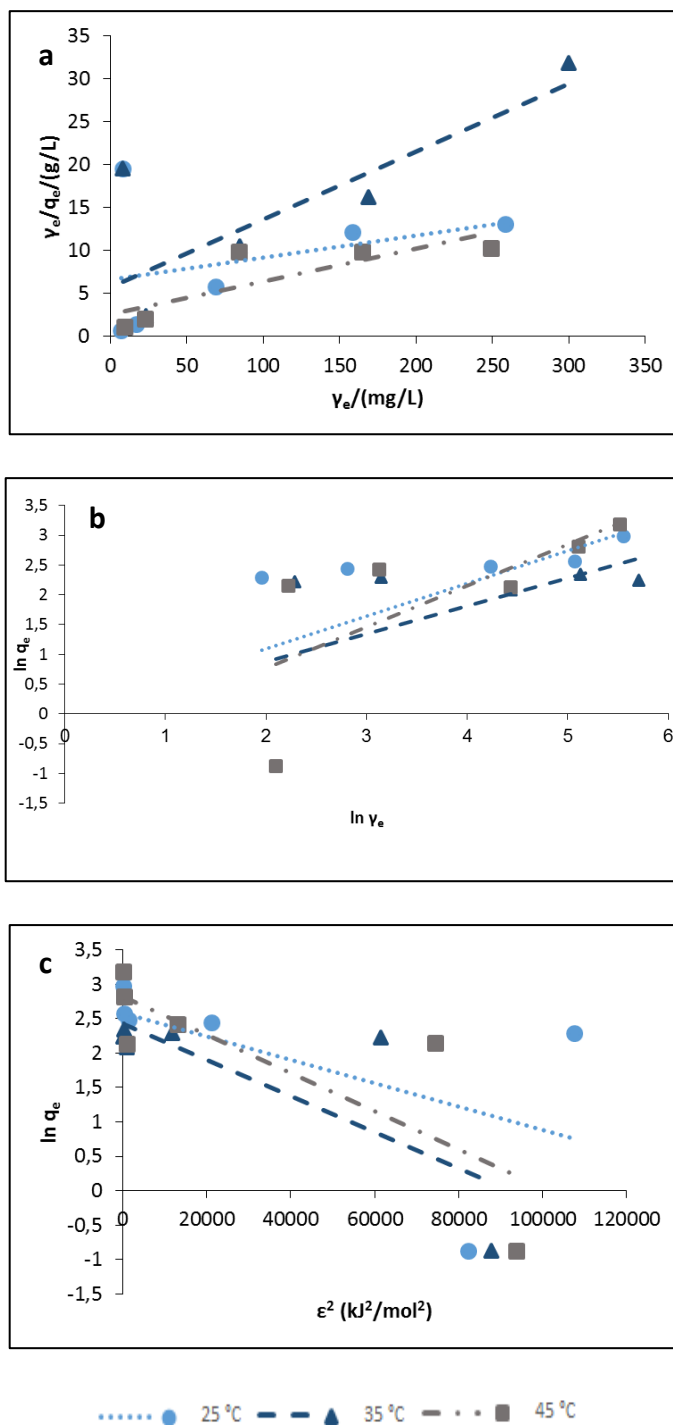 a
35
30
25
20
15
10
5
0
γe/qe/(g/L)
0 50 100 150 200 250 300 350
γe/(mg/L)
b
3,5
3
2,5
2
1,5
1
0,5
0
-0,5
-1
-1,5
ln qe
0 1 2 3 4 5 6
ln γe
c
3,5
3
2,5
2
1,5
1
0,5
0
-0,5
-1
-1,5
ln qe
0 20000 40000 60000 80000 100000 120000
ε² (kJ²/mol²)
25 °C 35 °C 45 °C